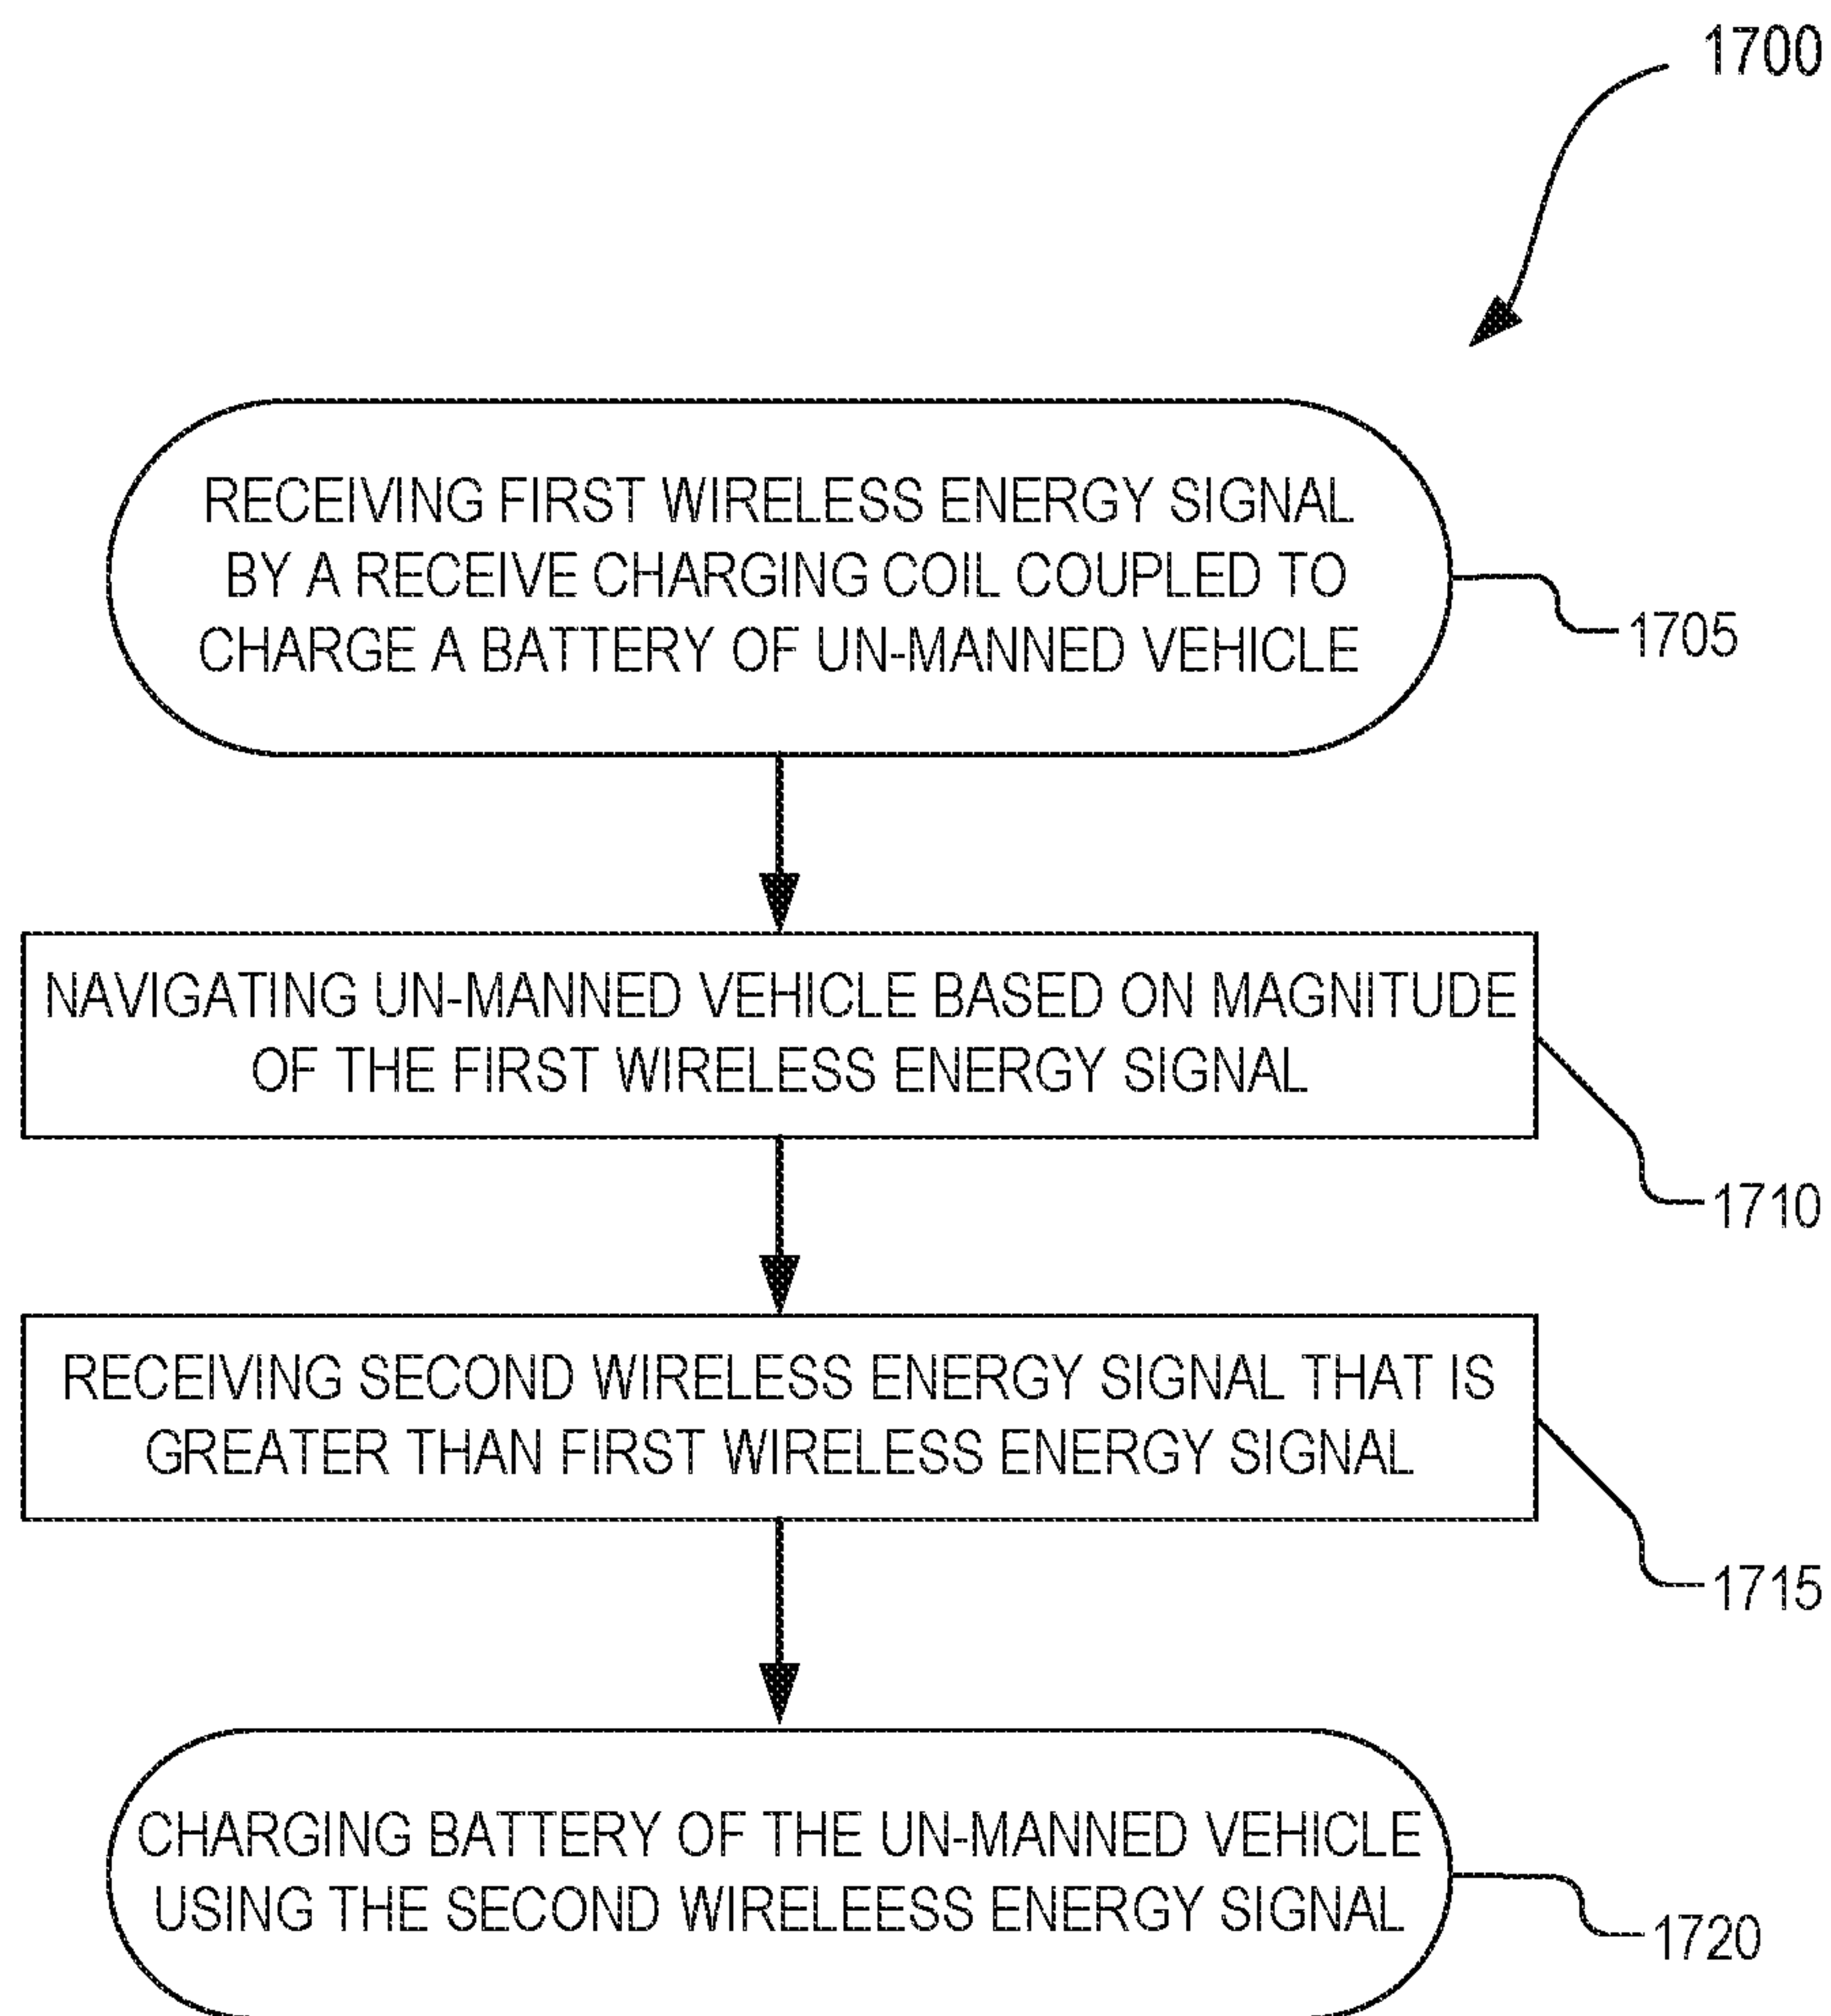 1700
RECEIVING FIRST WIRELESS ENERGY SIGNAL
BY A RECEIVE CHARGING COIL COUPLED TO
CHARGE A BATTERY OF UN-MANNED VEHICLE
1705
NAVIGATING UN-MANNED VEHICLE BASED ON MAGNITUDE
OF THE FIRST WIRELESS ENERGY SIGNAL
1710
RECEIVING SECOND WIRELESS ENERGY SIGNAL THAT IS
GREATER THAN FIRST WIRELESS ENERGY SIGNAL
1715
CHARGING BATTERY OF THE UN-MANNED VEHICLE
USING THE SECOND WIRELEESS ENERGY SIGNAL
1720